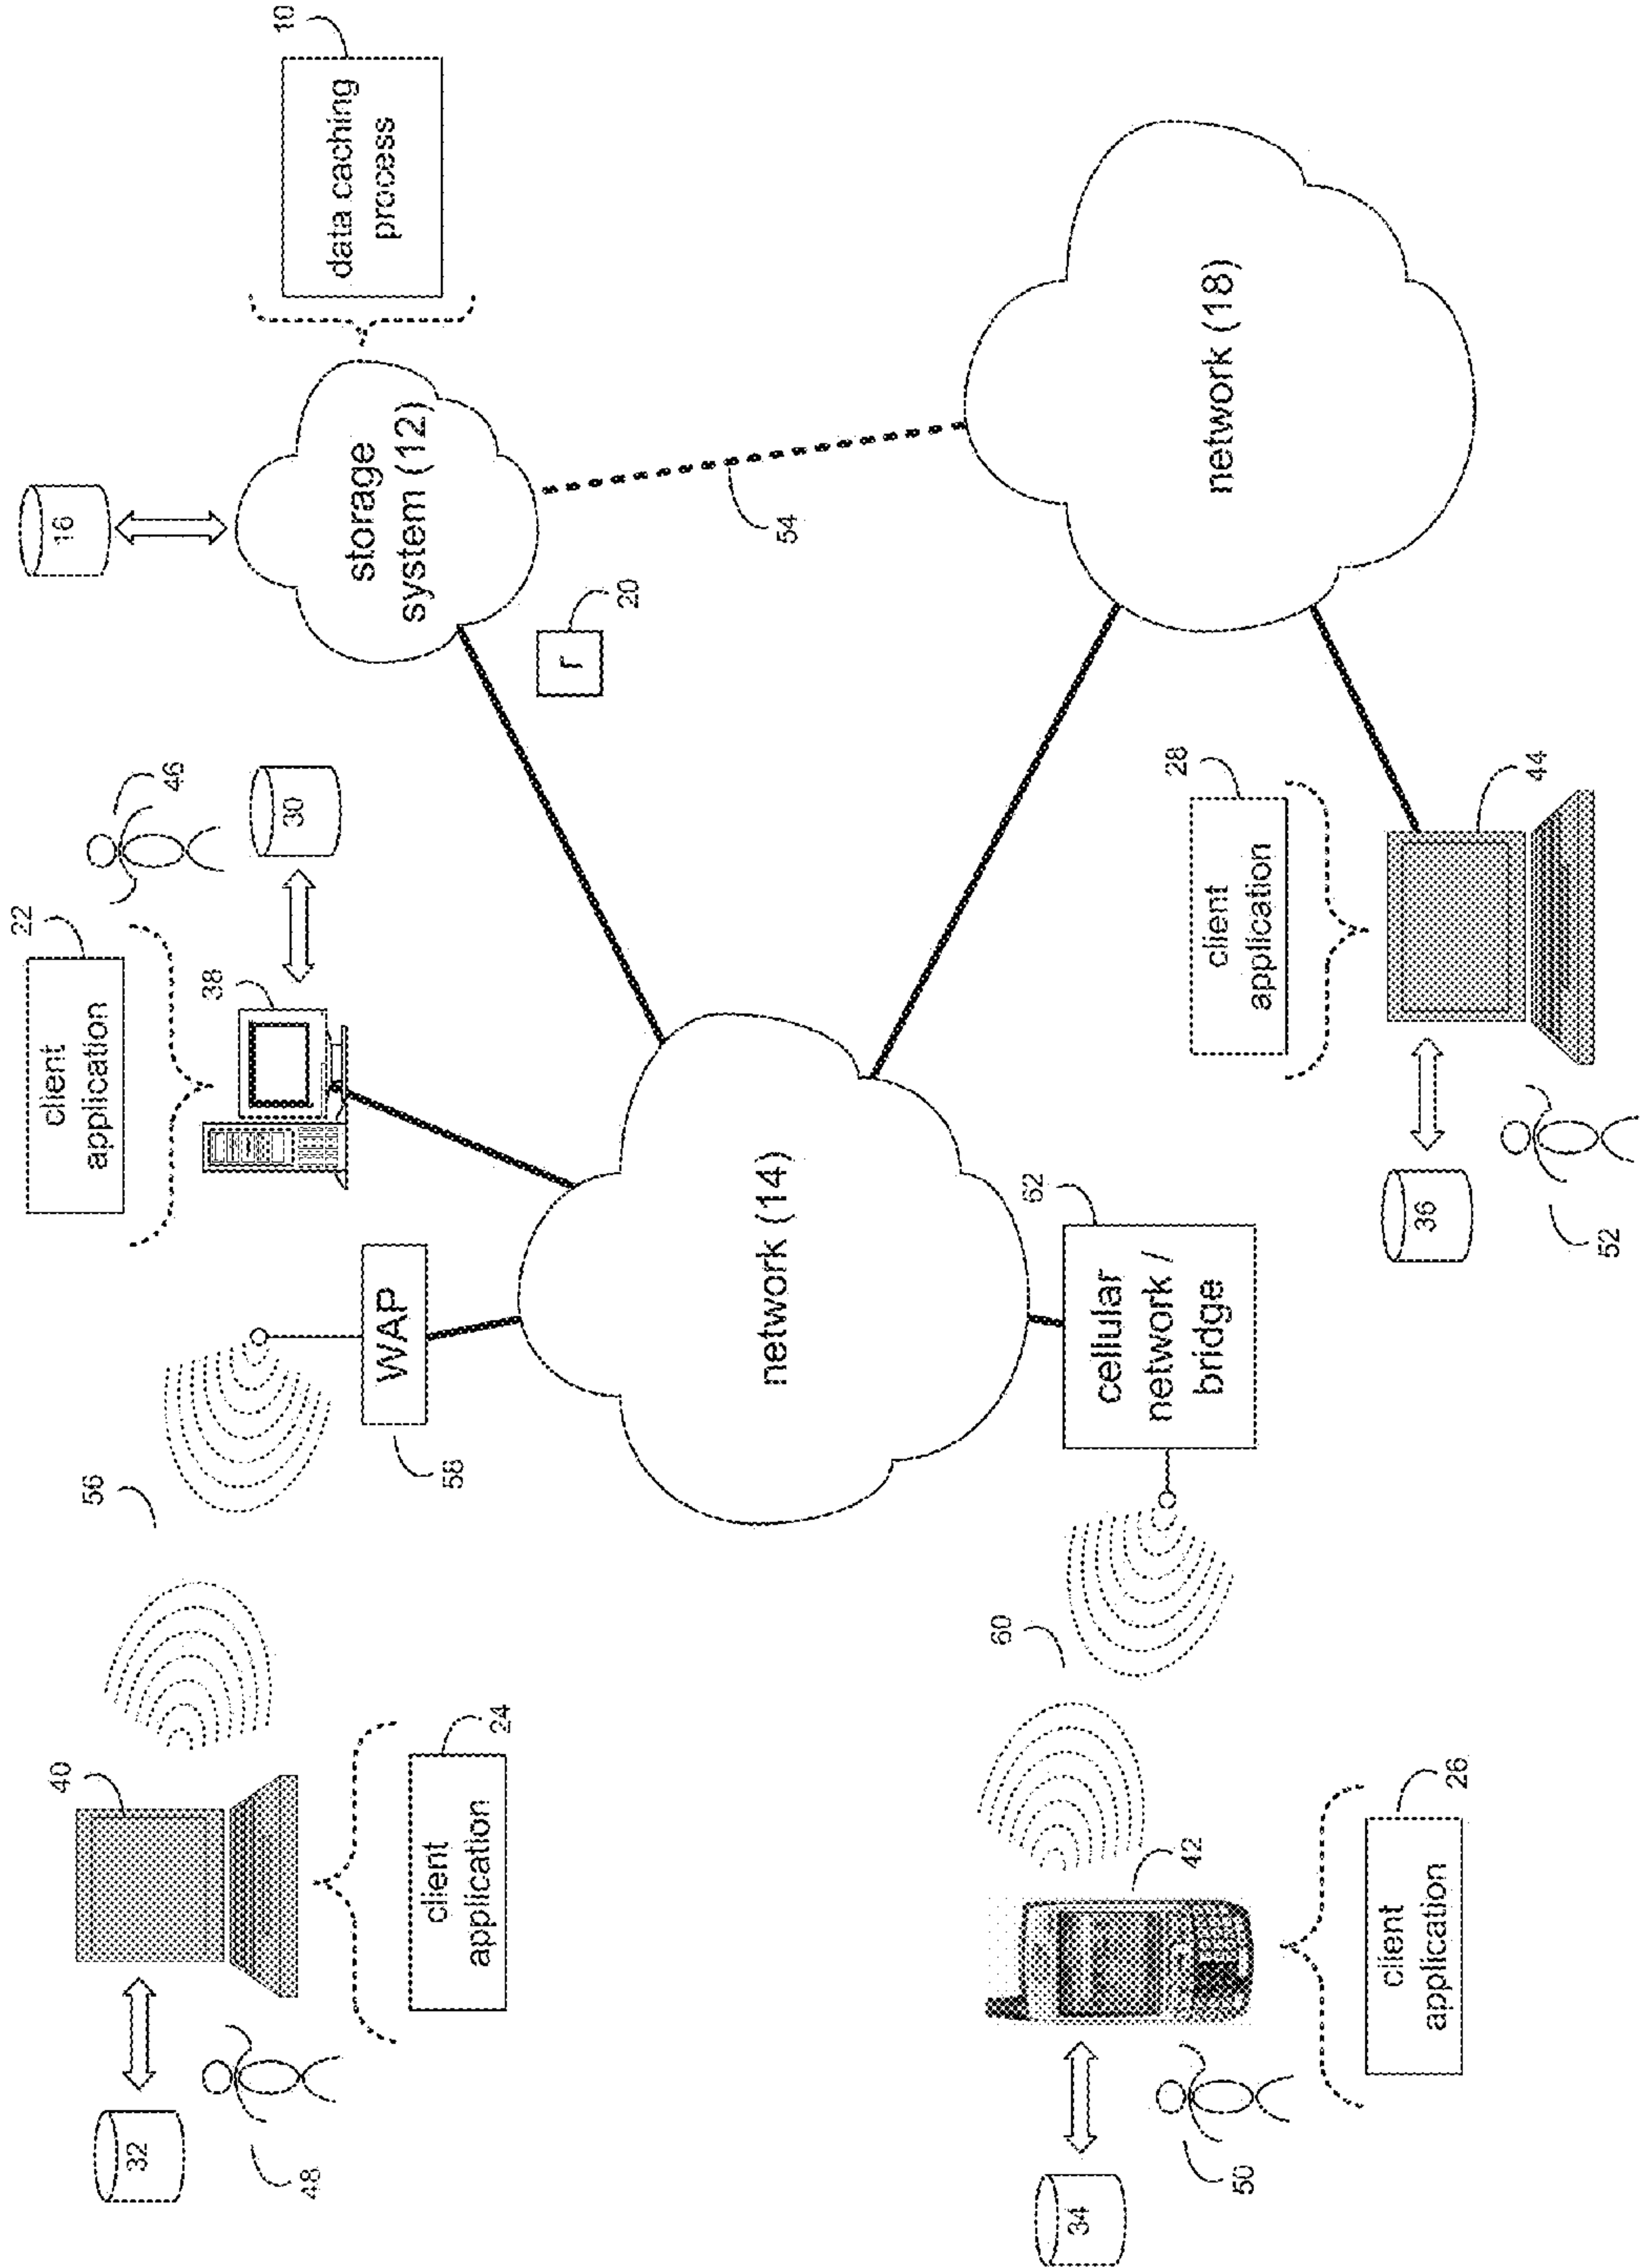 32
48
40
client
application
24
56
WAP
58
client
application
22
38
46
30
16
storage
system (12)
data caching
process
10
r
20
54
network (14)
network (18)
34
50
42
client
application
26
60
cellular
network /
bridge
62
36
52
client
application
28
44